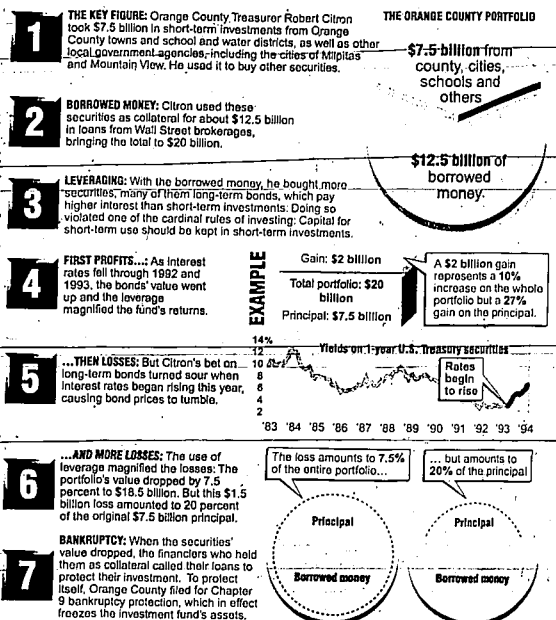 1
THE KEY FIGURE: Orange County Treasurer Robert Citron
took $7.5 billion in short-term investments from Orange
County towns and school and water districts, as well as other
local government agencies, including the cities of Milpitas
and Mountain View. He used it to buy other securities.
THE ORANGE COUNTY PORTFOLIO
$7.5 billion from
county, cities,
schools and
others
2
BORROWED MONEY: Citron used these
securities as collateral for about $12.5 billion
in loans from Wall Street brokerages,
bringing the total to $20 billion.
$12.5 billion of
borrowed
money.
3
LEVERAGING: With the borrowed money, he bought more
securities, many of them long-term bonds, which pay
higher interest than short-term investments. Doing so
violated one of the cardinal rules of investing: Capital for
short-term use should be kept in short-term investments.
4
FIRST PROFITS...: As interest
rates fell through 1992 and
1993, the bonds' value went
up and the leverage
magnified the fund's returns.
EXAMPLE
Gain: $2 billion
Total portfolio: $20
billion
Principal: $7.5 billion
A $2 billion gain
represents a 10%
increase on the whole
portfolio but a 27%
gain on the principal.
5
...THEN LOSSES: But Citron's bet on
long-term bonds turned sour when
interest rates began rising this year,
causing bond prices to tumble.
Yields on 1-year U.S. Treasury securities
14%
12
10
8
6
4
2
Rates
begin
to rise
'83 '84 '85 '86 '87 '88 '89 '90 '91 '92 '93 '94
6
...AND MORE LOSSES: The use of
leverage magnified the losses: The
portfolio's value dropped by 7.5
percent to $18.5 billion. But this $1.5
billion loss amounted to 20 percent
of the original $7.5 billion principal.
The loss amounts to 7.5%
of the entire portfolio...
... but amounts to
20% of the principal
Principal
Borrowed money
Principal
Borrowed money
7
BANKRUPTCY: When the securities'
value dropped, the financiers who held
them as collateral called their loans to
protect their investment. To protect
itself, Orange County filed for Chapter
9 bankruptcy protection, which in effect
freezes the investment fund's assets.